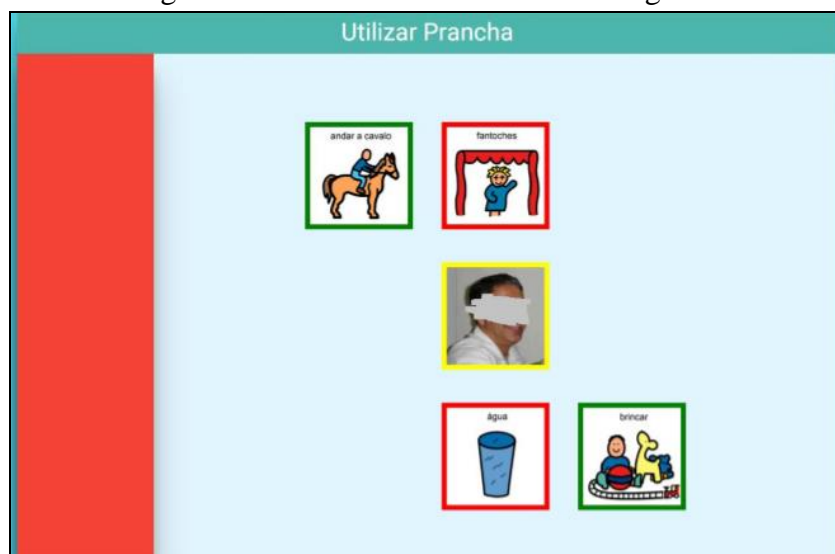 Utilizar Prancha
andar a cavalo
fantoches
água
brincar